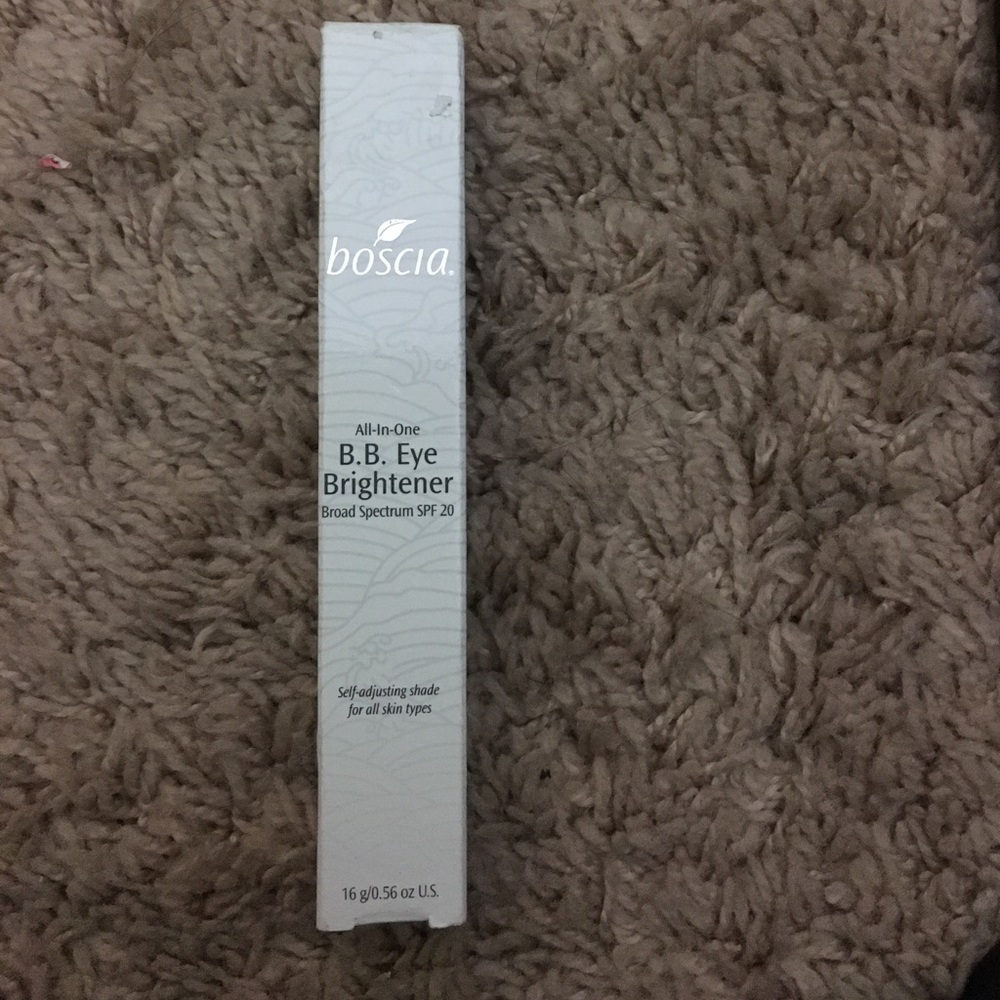 boscia.
All-In-One
B.B. Eye
Brightener
Broad Spectrum SPF 20
Self-adjusting shade
for all skin types
16 g/0.56 oz U.S.